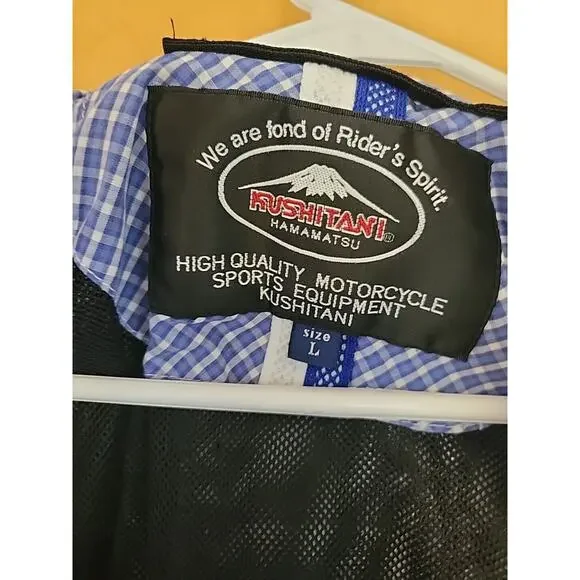 We are fond of Rider's Spirit.
KUSHITANI®
HAMAMATSU
HIGH QUALITY MOTORCYCLE
SPORTS EQUIPMENT
KUSHITANI
size
L